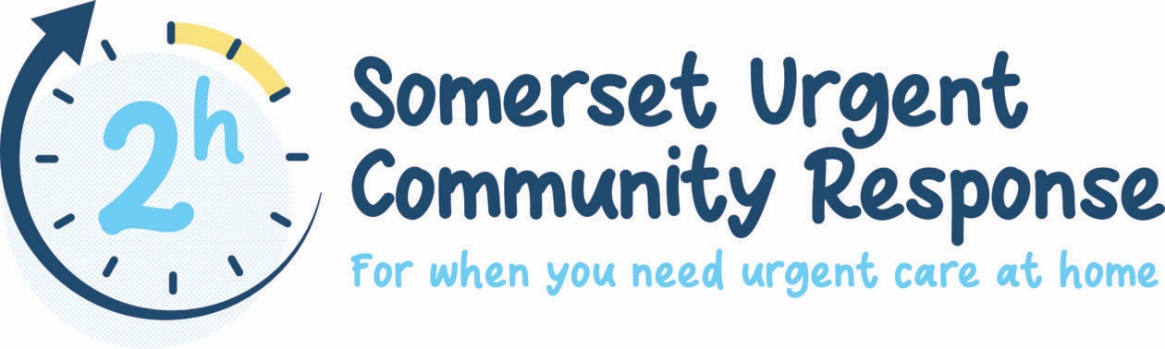 2h
Somerset Urgent
Community Response
For when you need urgent care at home